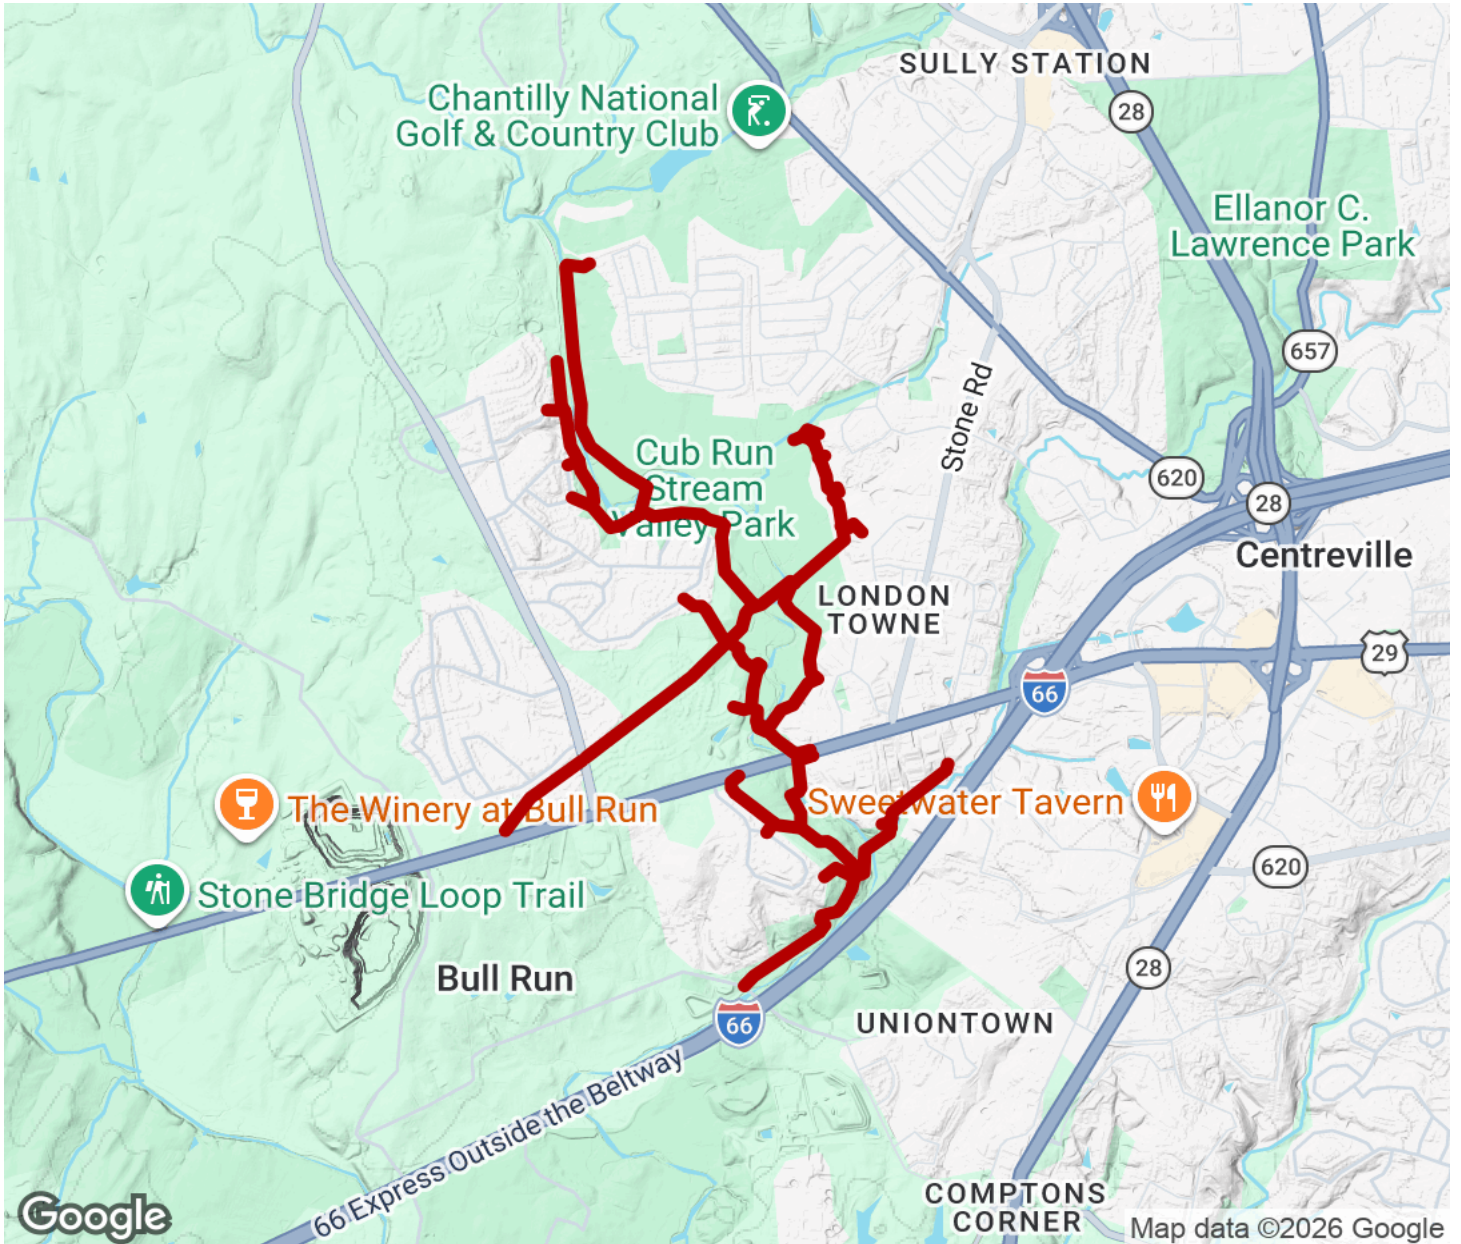 SULLY STATION
Chantilly National
Golf & Country Club
28
Ellanor C.
Lawrence Park
657
Stone Rd
Cub Run
Stream
Valley Park
620
28
Centreville
LONDON
TOWNE
29
66
The Winery at Bull Run
Sweetwater Tavern
620
Stone Bridge Loop Trail
Bull Run
28
66
UNIONTOWN
66 Express Outside the Beltway
COMPTONS
CORNER
Google
Map data ©2026 Google